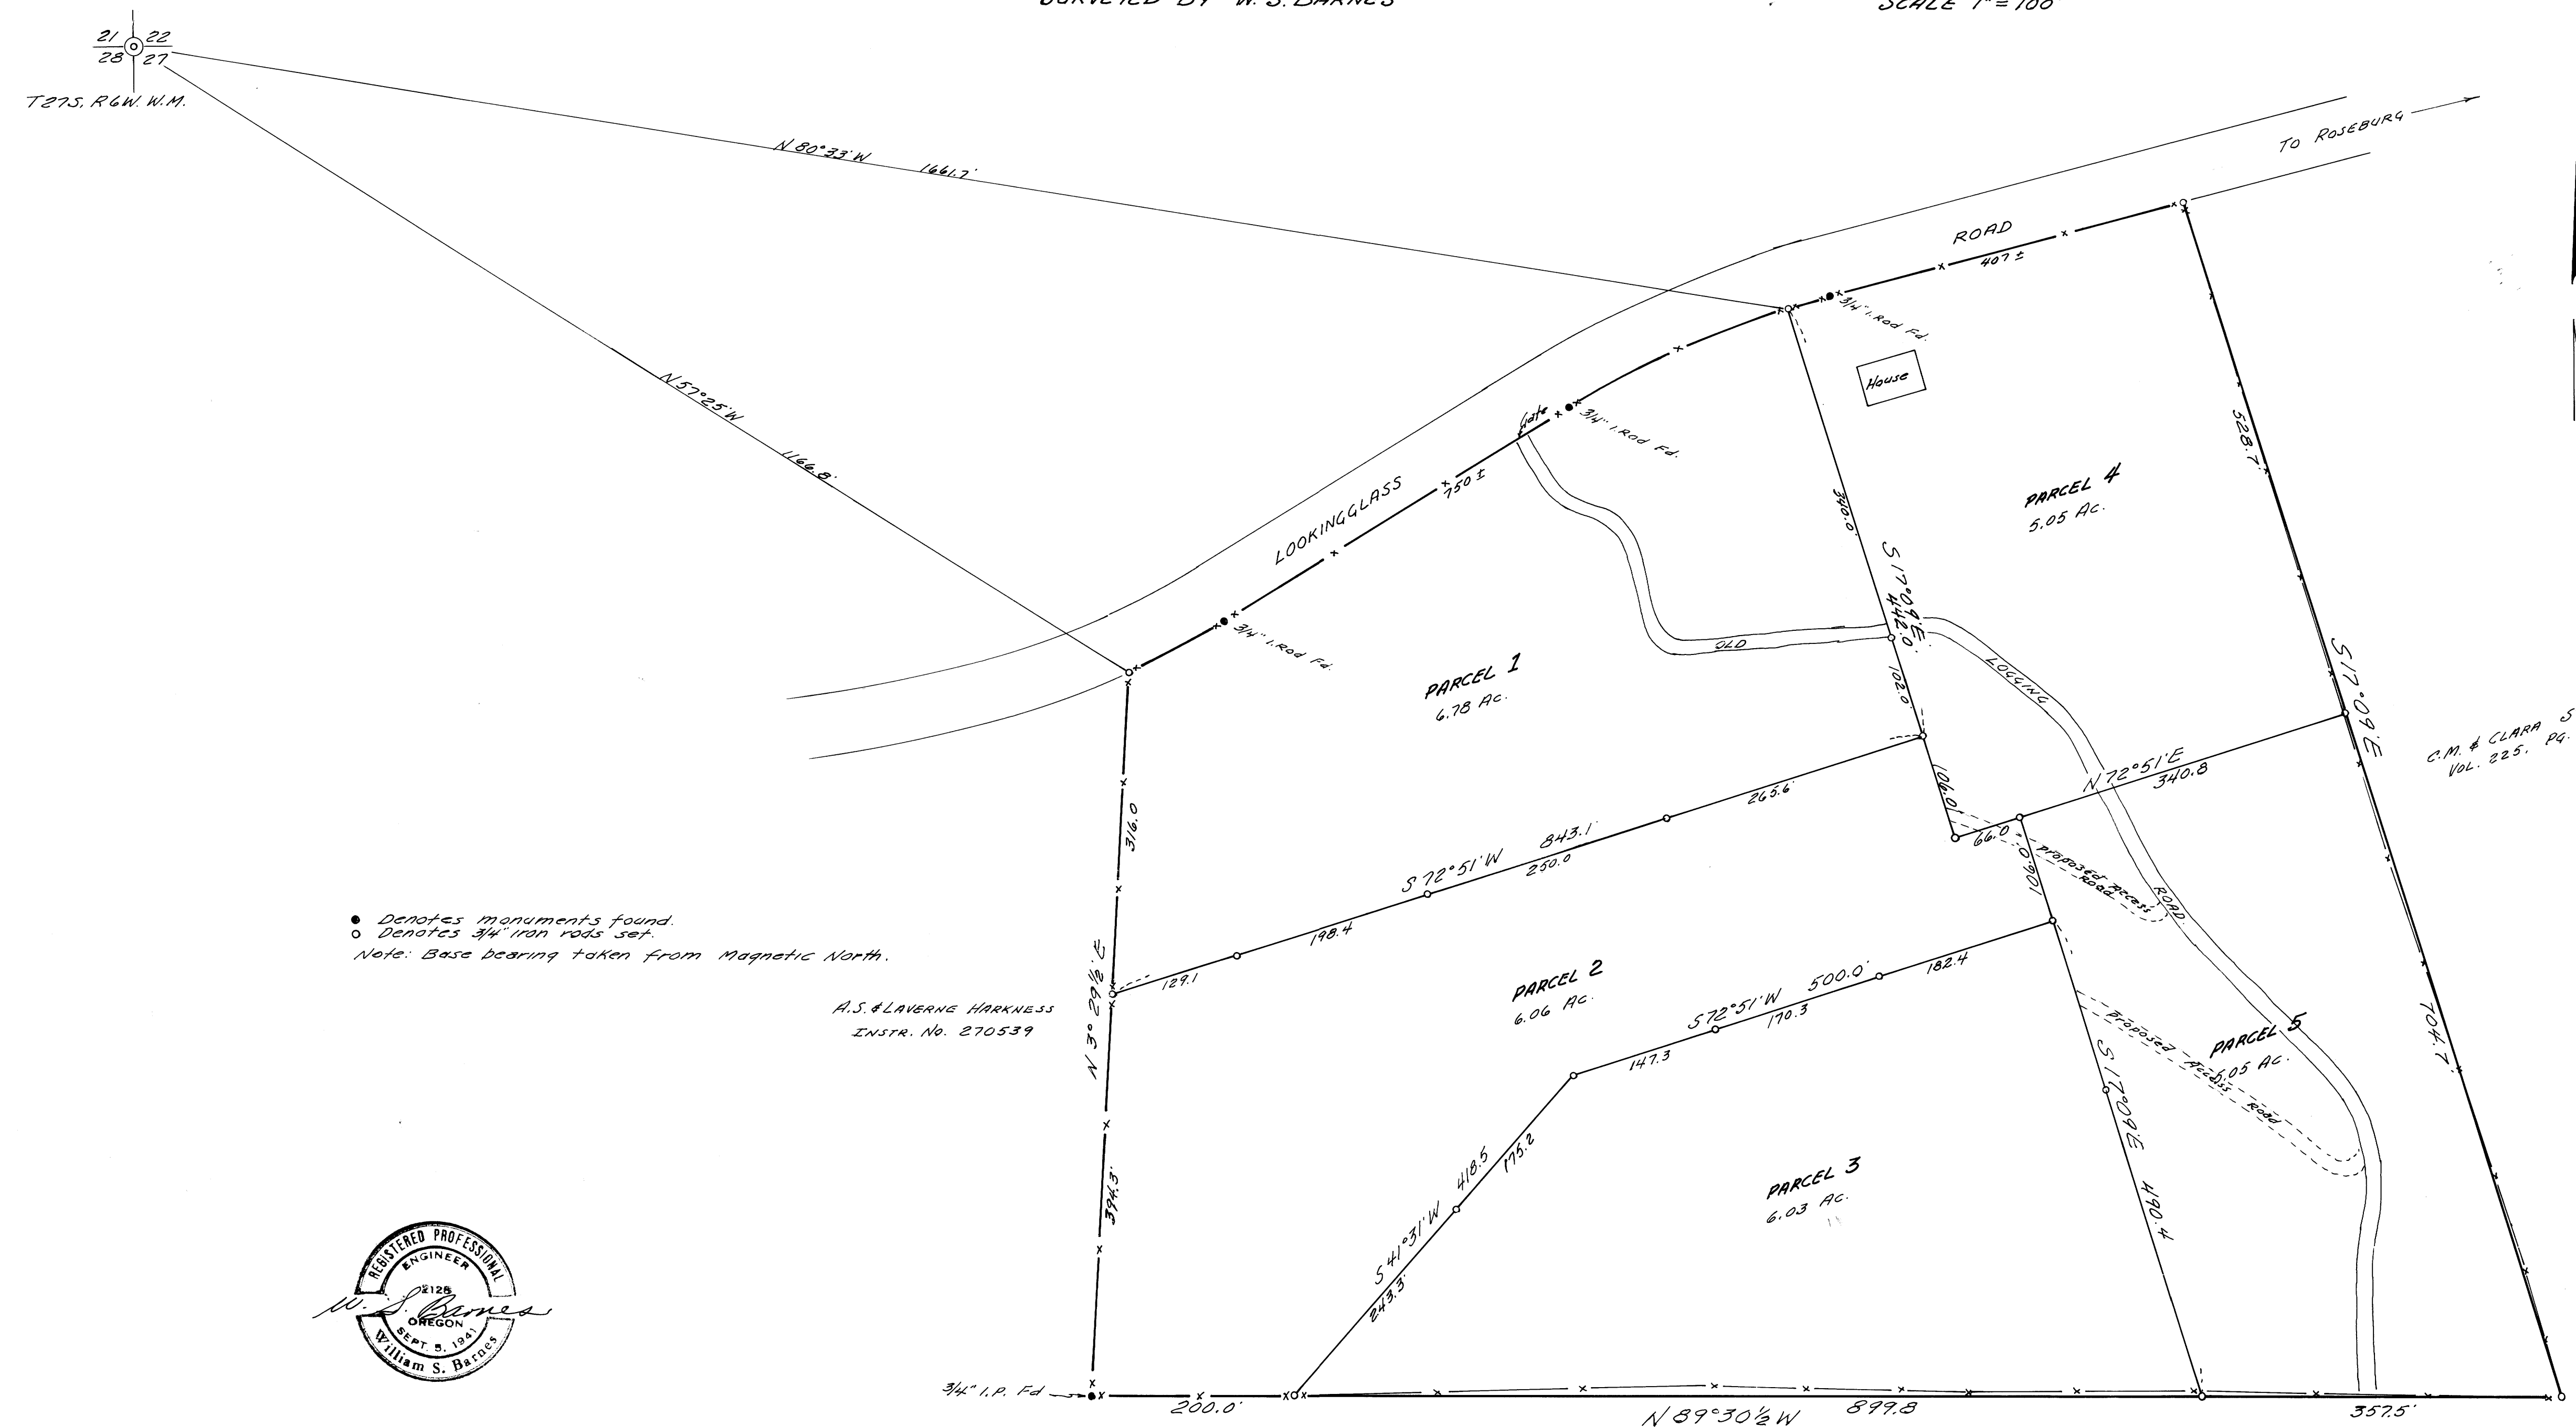 SURVEYED BY W. S. BARNES
SCALE 1" = 100'
21 22
28 27
T27S, R6W. W.M.
N 80°33' W 1661.7'
TO ROSEBURG
ROAD
407 ±
3/4" I. Rod Fd.
House
N 57°25' W
1166.8'
Gate
3/4" I. Rod Fd.
LOOKINGGLASS
750 ±
528.7'
340.0'
PARCEL 4
5.05 Ac.
S 17°09' E
442.0'
3/4" I. Rod Fd.
OLD
LOGGING
102.0'
S 17°09' E
PARCEL 1
6.78 Ac.
C.M. & CLARA S
VOL. 225, PG.
N 72°51' E
340.8
106.0'
66.0
265.6'
316.0
843.1'
S 72°51' W
250.0
proposed Access
Road
106.0
ROAD
● Denotes monuments found.
○ Denotes 3/4" iron rods set.
Note: Base bearing taken from Magnetic North.
198.4
129.1
N 3° 29½' E
A.S. & LAVERNE HARKNESS
INSTR. No. 270539
PARCEL 2
6.06 Ac.
500.0'
182.4
S 72°51' W
170.3
147.3
proposed Access Road
PARCEL 5
5.05 Ac.
704.7'
S 17°09' E 490.4
418.5
175.2
S 41°31' W
243.3'
PARCEL 3
6.03 Ac.
394.3'
REGISTERED PROFESSIONAL
ENGINEER
2128
W. S. Barnes
OREGON
SEPT. 5, 1941
William S. Barnes
3/4" I.P. Fd
200.0'
N 89°30½' W 899.8
357.5'